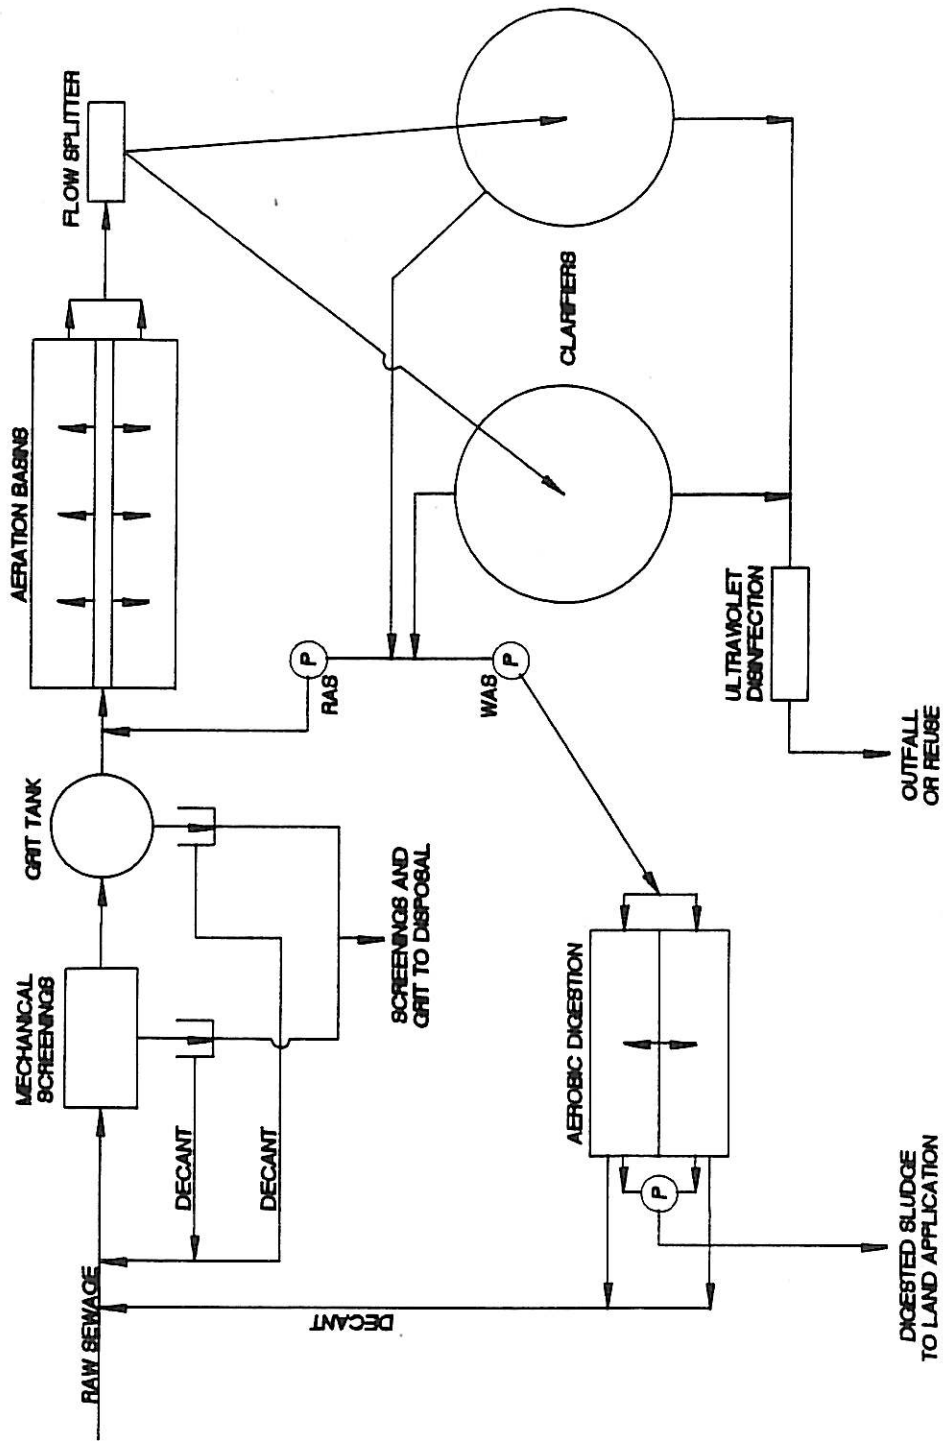 RAW SEWAGE
MECHANICAL
SCREENINGS
GRIT TANK
AERATION BASINS
FLOW SPLITTER
DECANT
DECANT
SCREENINGS AND
GRIT TO DISPOSAL
P
RAS
P
WAS
CLARIFIERS
DECANT
AEROBIC DIGESTION
P
ULTRAVIOLET
DISINFECTION
DIGESTED SLUDGE
TO LAND APPLICATION
OUTFALL
OR REUSE